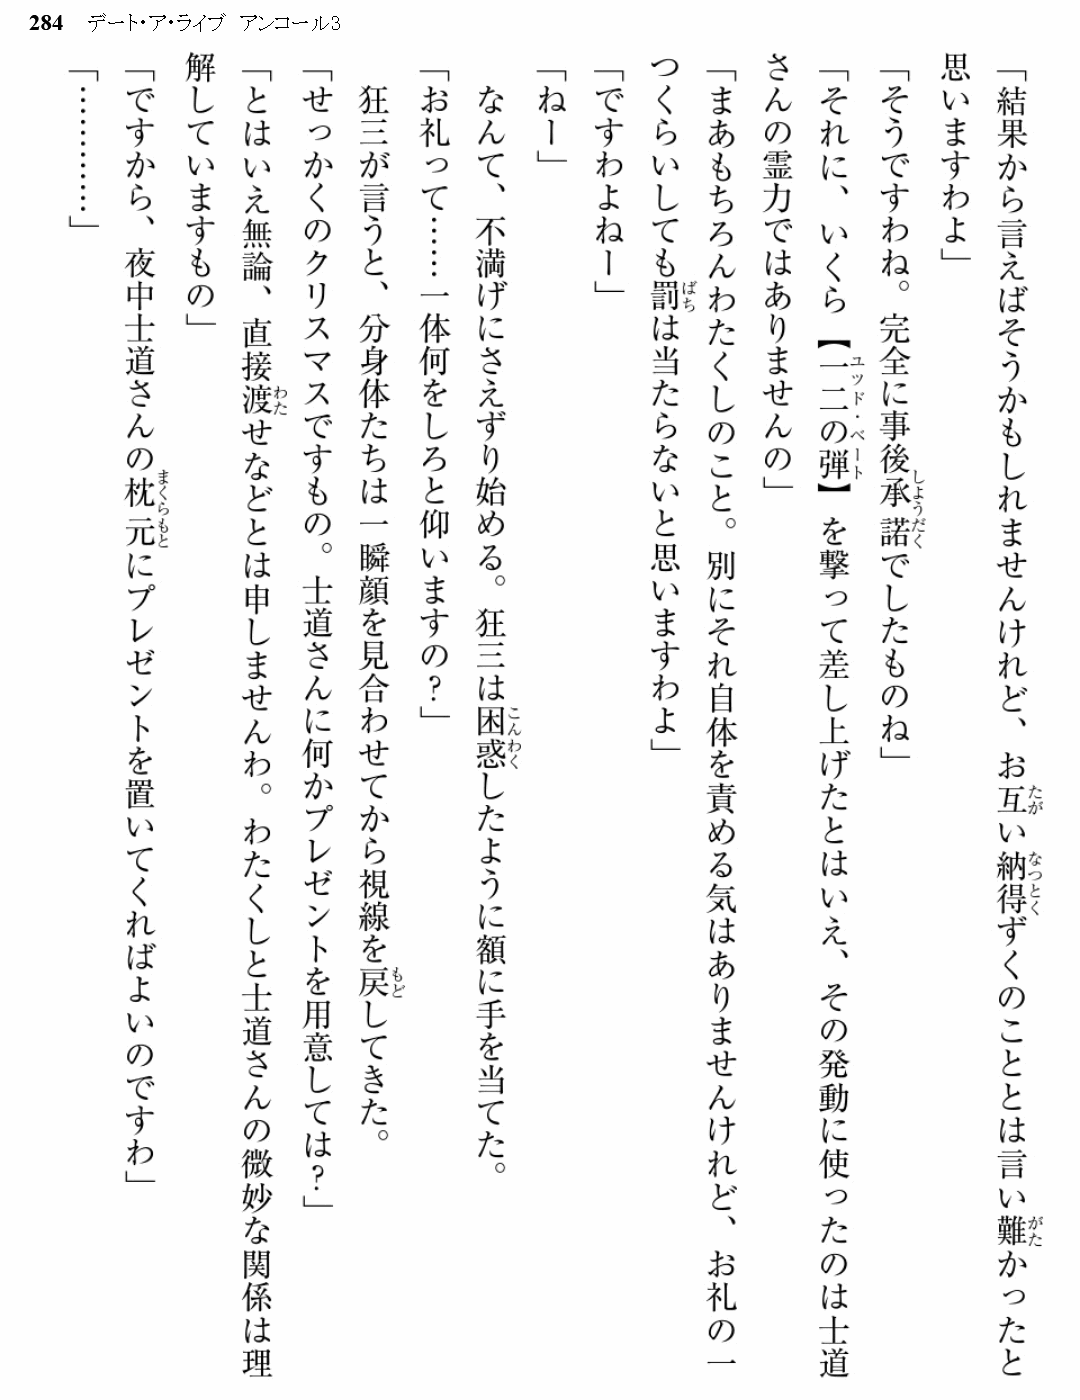 284 デート・ア・ライブ アンコール3
「結果から言えばそうかもしれませんけれど、お互い納得ずくのこととは言い難かったと
思いますわよ」
「そうですわね。完全に事後承諾でしたものね」
「それに、いくら【一二の弾】を撃って差し上げたとはいえ、その発動に使ったのは士道
さんの霊力ではありませんの」
「まあもちろんわたくしのこと。別にそれ自体を責める気はありませんけれど、お礼の一
つくらいしても罰は当たらないと思いますわよ」
「ですわよねー」
「ねー」
なんて、不満げにさえずり始める。狂三は困惑したように額に手を当てた。
「お礼って……一体何をしろと仰いますの?」
狂三が言うと、分身体たちは一瞬顔を見合わせてから視線を戻してきた。
「せっかくのクリスマスですもの。士道さんに何かプレゼントを用意しては?」
「とはいえ無論、直接渡せなどとは申しませんわ。わたくしと士道さんの微妙な関係は理
解していますもの」
「ですから、夜中士道さんの枕元にプレゼントを置いてくればよいのですわ」
「…………」